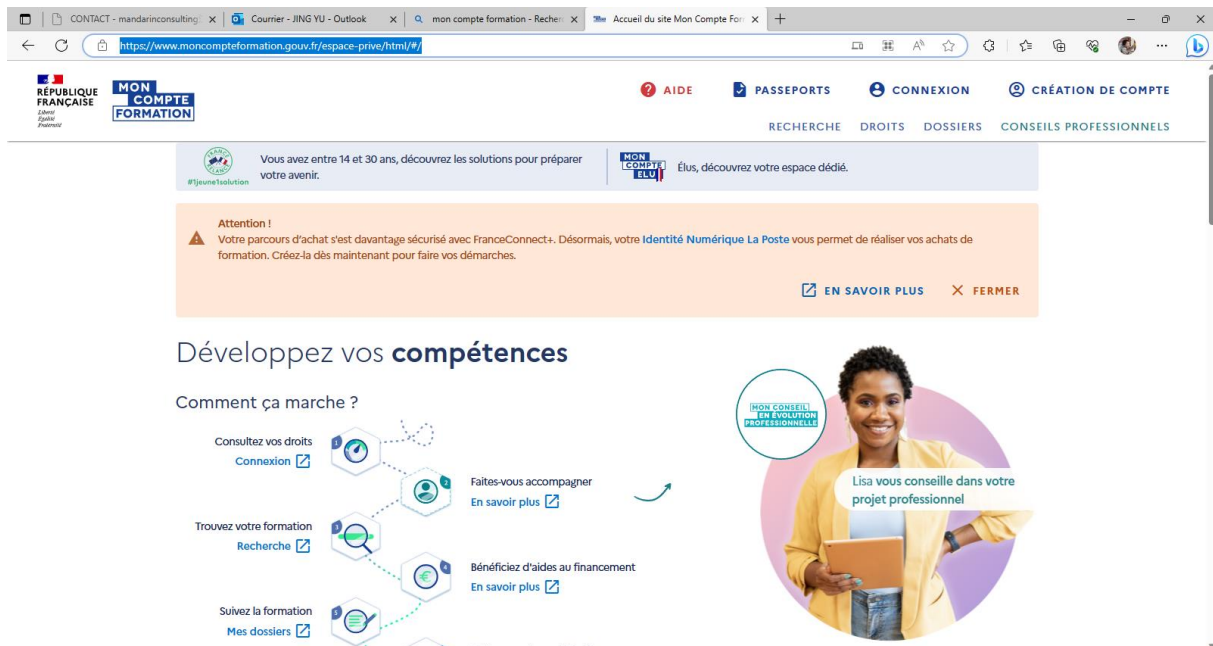 CONTACT - mandarinconsulting
Courrier - JING YU - Outlook
mon compte formation - Recher
Accueil du site Mon Compte For
https://www.moncompteformation.gouv.fr/espace-prive/html/#/
RÉPUBLIQUE
FRANÇAISE
Liberté
Égalité
Fraternité
MON
COMPTE
FORMATION
AIDE
PASSEPORTS
CONNEXION
CRÉATION DE COMPTE
RECHERCHE
DROITS
DOSSIERS
CONSEILS PROFESSIONNELS
#1jeune1solution
Vous avez entre 14 et 30 ans, découvrez les solutions pour préparer
votre avenir.
MON
COMPTE
ELU
Élus, découvrez votre espace dédié.
Attention !
Votre parcours d'achat s'est davantage sécurisé avec FranceConnect+. Désormais, votre Identité Numérique La Poste vous permet de réaliser vos achats de
formation. Créez-la dès maintenant pour faire vos démarches.
EN SAVOIR PLUS
FERMER
Développez vos compétences
Comment ça marche ?
1
Consultez vos droits
Connexion
2
Faites-vous accompagner
En savoir plus
3
Trouvez votre formation
Recherche
4
Bénéficiez d'aides au financement
En savoir plus
5
Suivez la formation
Mes dossiers
MON CONSEIL
EN ÉVOLUTION
PROFESSIONNELLE
Lisa vous conseille dans votre
projet professionnel